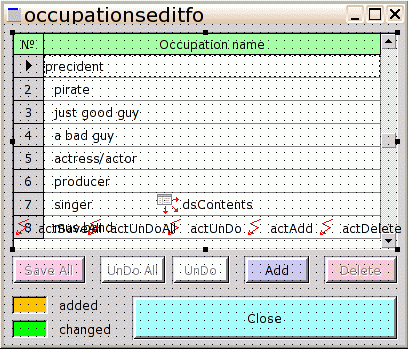 occupationseditfo
Nº Occupation name
precident
2 pirate
3 just good guy
4 a bad guy
5 actress/actor
6 producer
7 singer dsContents
8 actSaveAll actUnDoAll actUnDo actAdd actDelete
Save All UnDo All UnDo Add Delete
added
changed
Close